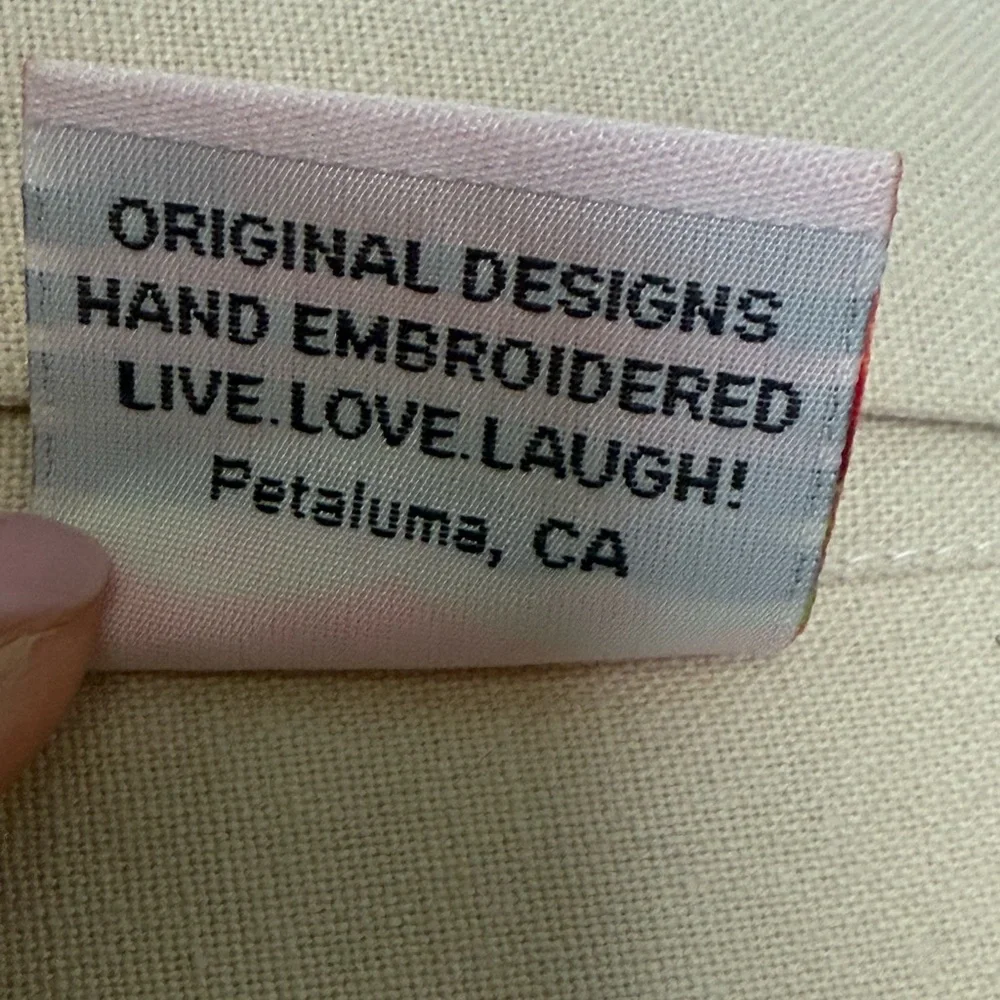 ORIGINAL DESIGNS
HAND EMBROIDERED
LIVE.LOVE.LAUGH!
Petaluma, CA